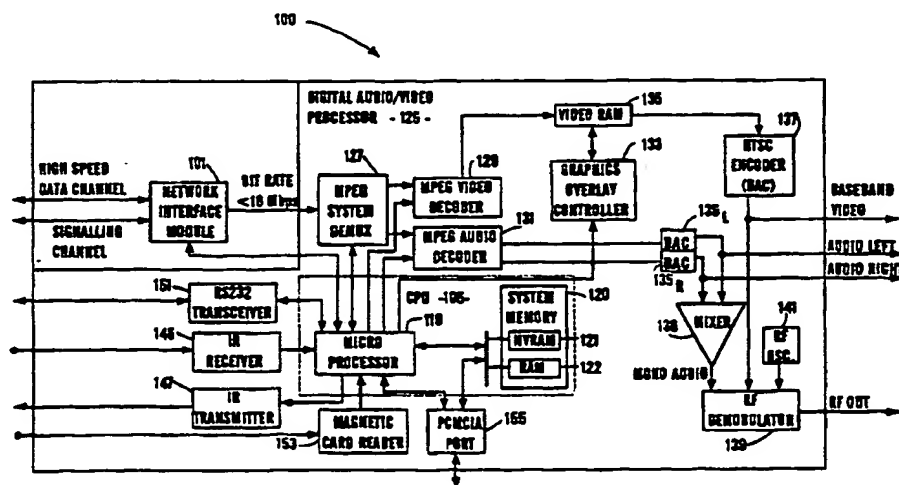 100
DIGITAL AUDIO/VIDEO
PROCESSOR -125-
136
VIDEO RAM
137
NTSC
ENCODER
(DAC)
127
129
133
HIGH SPEED
DATA CHANNEL
101
NETWORK
INTERFACE
MODULE
BIT RATE
MPEG
SYSTEM
DEMUX
MPEG VIDEO
DECODER
GRAPHICS
OVERLAY
CONTROLLER
BASEBAND
VIDEO
SIGNALLING
CHANNEL
131
MPEG AUDIO
DECODER
DAC
135 L
DAC
135 R
AUDIO LEFT
AUDIO RIGHT
151
RS232
TRANSCEIVER
CPU
SYSTEM
MEMORY
120
NVRAM
121
RAM
122
MICRO
PROCESSOR
IR
RECEIVER
138
MIXER
141
RF
OSC.
MONO AUDIO
147
IR
TRANSMITTER
153
MAGNETIC
CARD READER
PCMCIA
PORT
155
RF
139
RF OUT